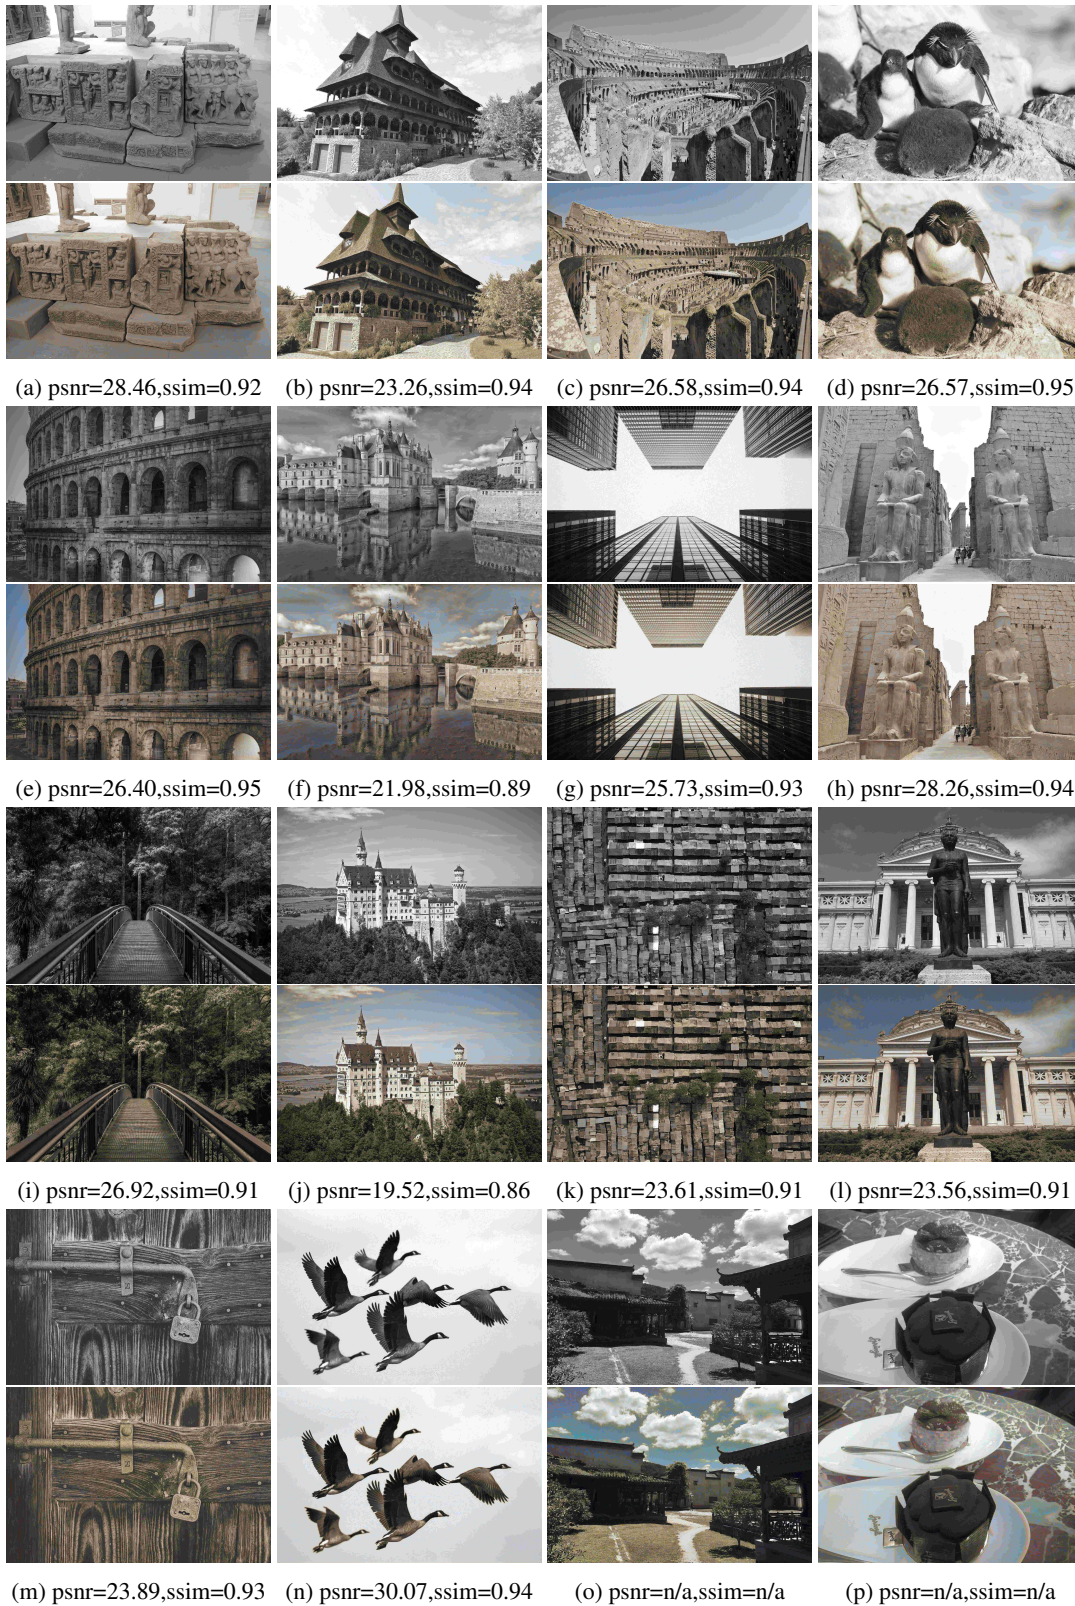 (a) psnr=28.46,ssim=0.92
(b) psnr=23.26,ssim=0.94
(c) psnr=26.58,ssim=0.94
(d) psnr=26.57,ssim=0.95
(e) psnr=26.40,ssim=0.95
(f) psnr=21.98,ssim=0.89
(g) psnr=25.73,ssim=0.93
(h) psnr=28.26,ssim=0.94
(i) psnr=26.92,ssim=0.91
(j) psnr=19.52,ssim=0.86
(k) psnr=23.61,ssim=0.91
(l) psnr=23.56,ssim=0.91
(m) psnr=23.89,ssim=0.93
(n) psnr=30.07,ssim=0.94
(o) psnr=n/a,ssim=n/a
(p) psnr=n/a,ssim=n/a